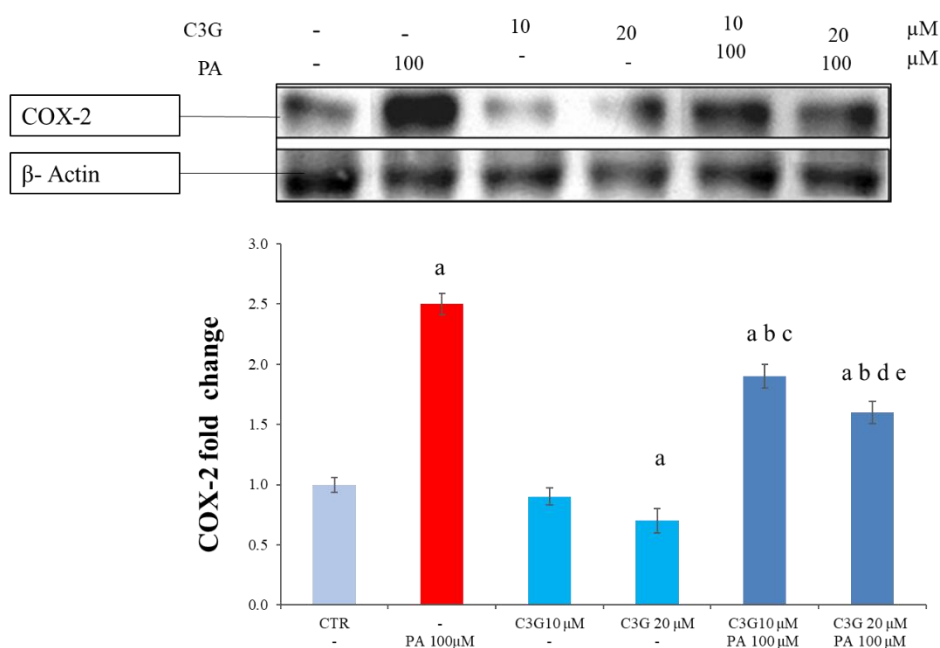 C3G - - 10 20 10 20 µM
PA - 100 - - 100 100 µM
COX-2
β- Actin
COX-2 fold change
3.0
2.5
2.0
1.5
1.0
0.5
0.0
a
a
a b c
a b d e
CTR - C3G10 µM C3G 20 µM C3G10 µM C3G 20 µM
- PA 100µM - - PA 100 µM PA 100 µM